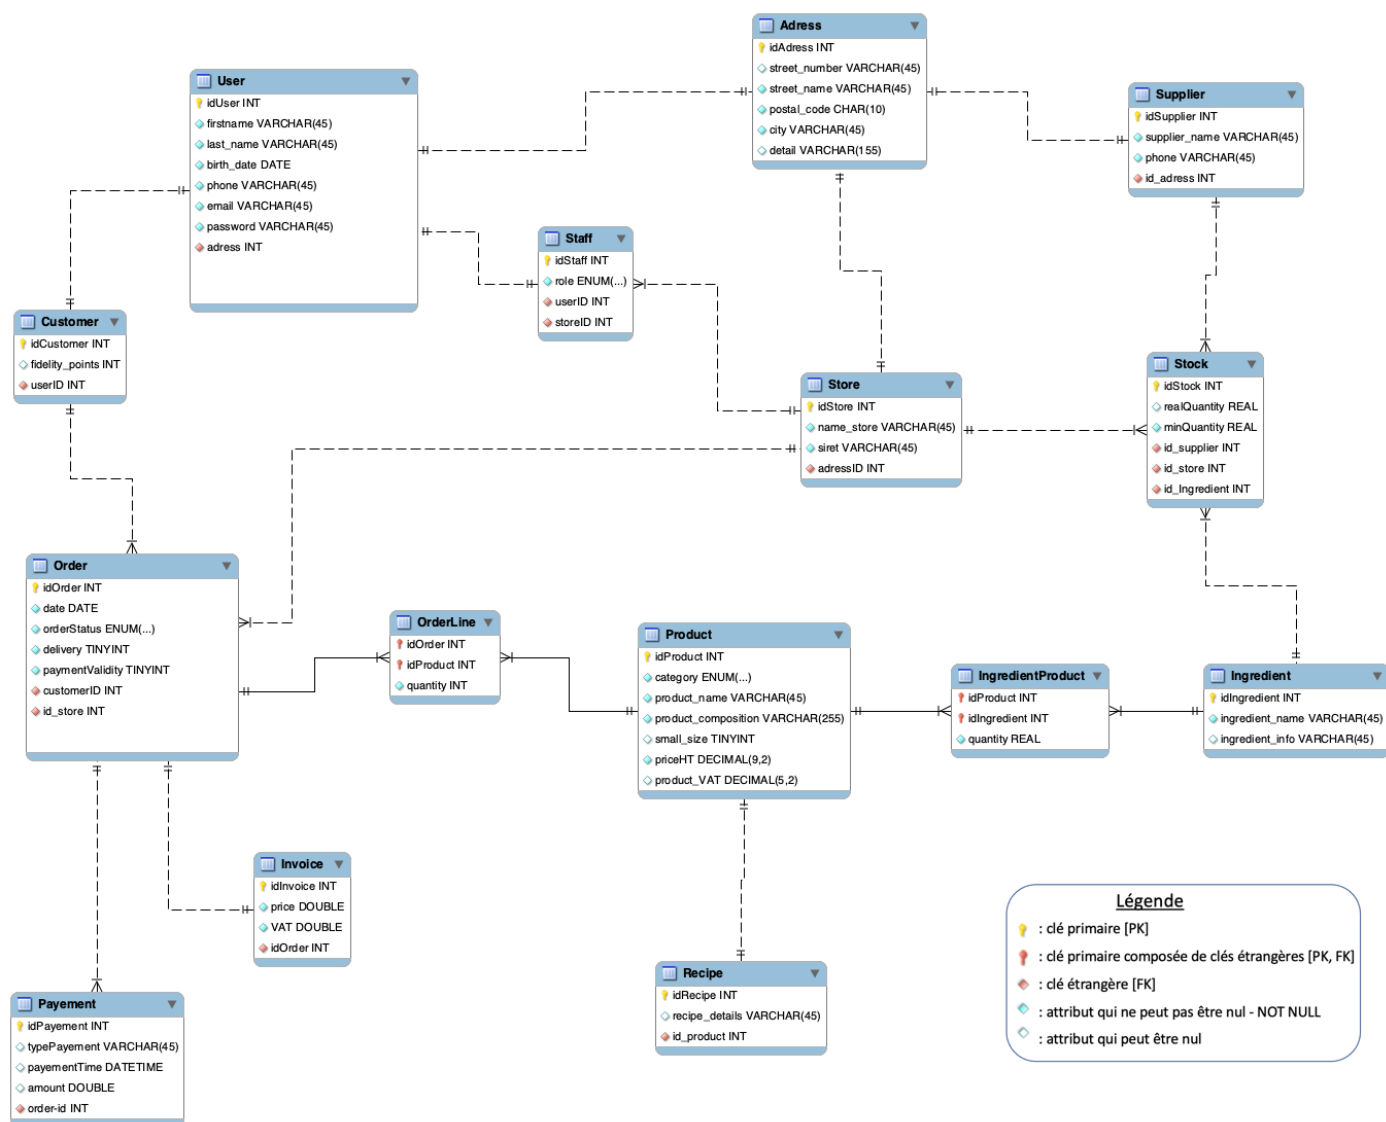 Adress
idAdress INT
street_number VARCHAR(45)
street_name VARCHAR(45)
postal_code CHAR(10)
city VARCHAR(45)
detail VARCHAR(155)
User
idUser INT
firstname VARCHAR(45)
last_name VARCHAR(45)
birth_date DATE
phone VARCHAR(45)
email VARCHAR(45)
password VARCHAR(45)
adress INT
Supplier
idSupplier INT
supplier_name VARCHAR(45)
phone VARCHAR(45)
id_adress INT
Staff
idStaff INT
role ENUM(...)
userID INT
storeID INT
Customer
idCustomer INT
fidelity_points INT
userID INT
Store
idStore INT
name_store VARCHAR(45)
siret VARCHAR(45)
adressID INT
Stock
idStock INT
realQuantity REAL
minQuantity REAL
id_supplier INT
id_store INT
id_Ingredient INT
Order
idOrder INT
date DATE
orderStatus ENUM(...)
delivery TINYINT
paymentValidity TINYINT
customerID INT
id_store INT
OrderLine
idOrder INT
idProduct INT
quantity INT
Product
idProduct INT
category ENUM(...)
product_name VARCHAR(45)
product_composition VARCHAR(255)
small_size TINYINT
priceHT DECIMAL(9,2)
product_VAT DECIMAL(5,2)
IngredientProduct
idProduct INT
idIngredient INT
quantity REAL
Ingredient
idIngredient INT
ingredient_name VARCHAR(45)
ingredient_info VARCHAR(45)
Invoice
idInvoice INT
price DOUBLE
VAT DOUBLE
idOrder INT
Payement
idPayement INT
typePayement VARCHAR(45)
payementTime DATETIME
amount DOUBLE
order-id INT
Recipe
idRecipe INT
recipe_details VARCHAR(45)
id_product INT
Légende
: clé primaire [PK]
: clé primaire composée de clés étrangères [PK, FK]
: clé étrangère [FK]
: attribut qui ne peut pas être nul - NOT NULL
: attribut qui peut être nul